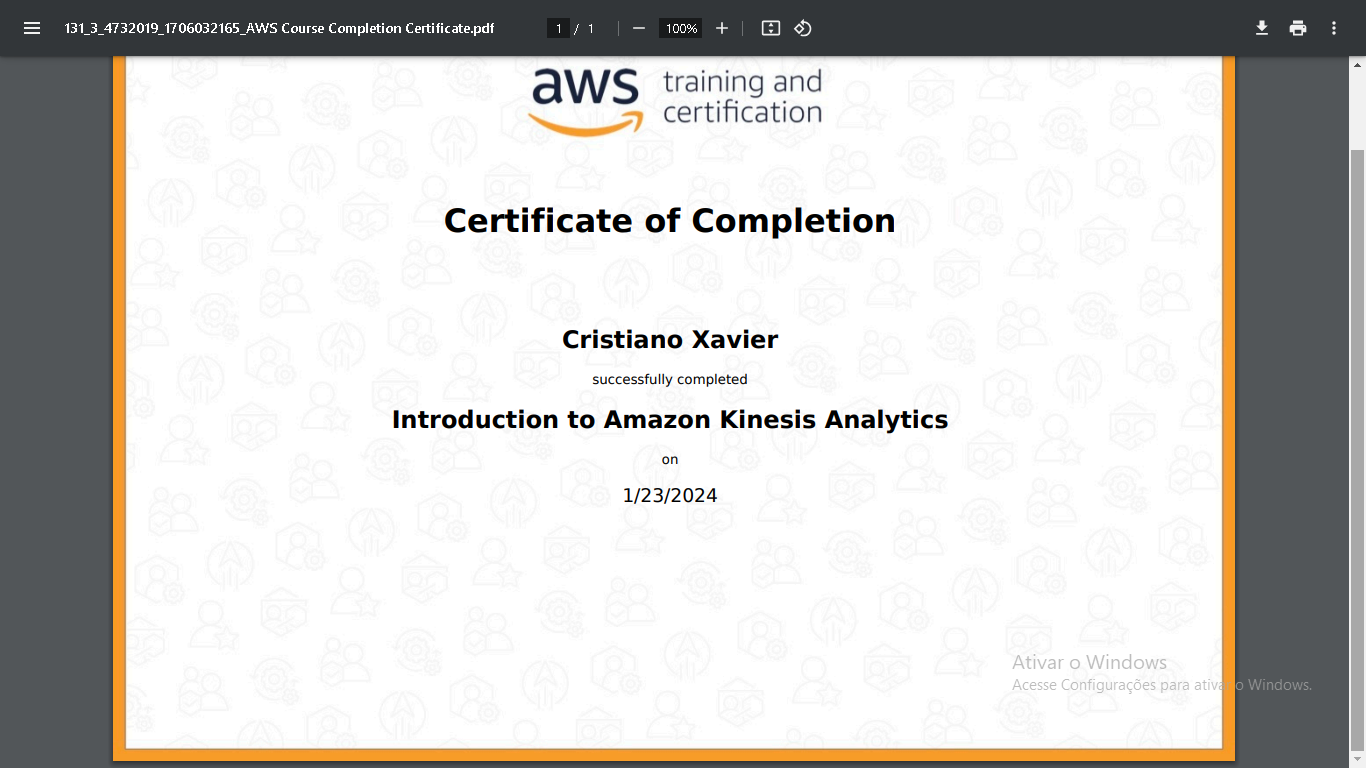 131_3_4732019_1706032165_AWS Course Completion Certificate.pdf
1 / 1
100%
aws training and certification
Certificate of Completion
Cristiano Xavier
successfully completed
Introduction to Amazon Kinesis Analytics
on
1/23/2024
Ativar o Windows
Acesse Configurações para ativar o Windows.